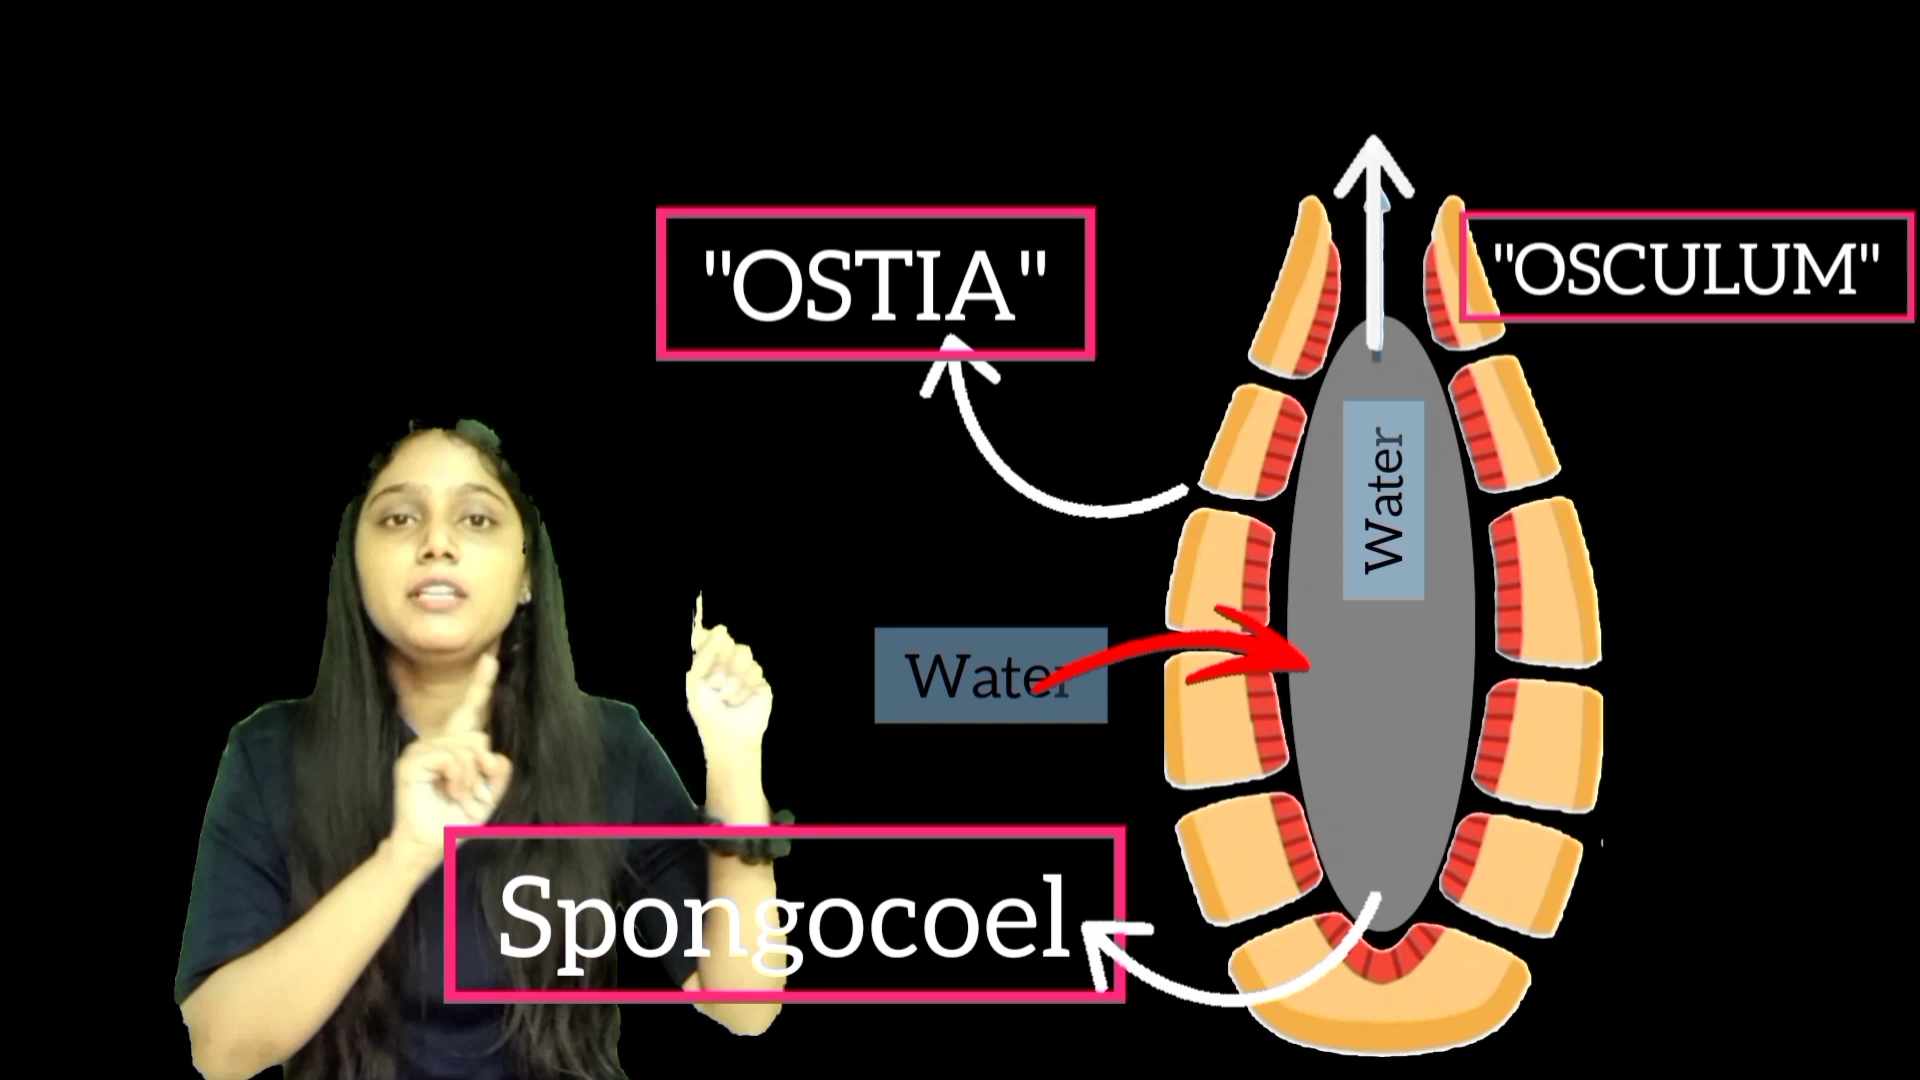 "OSTIA"
"OSCULUM"
Water
Water
Spongocoel